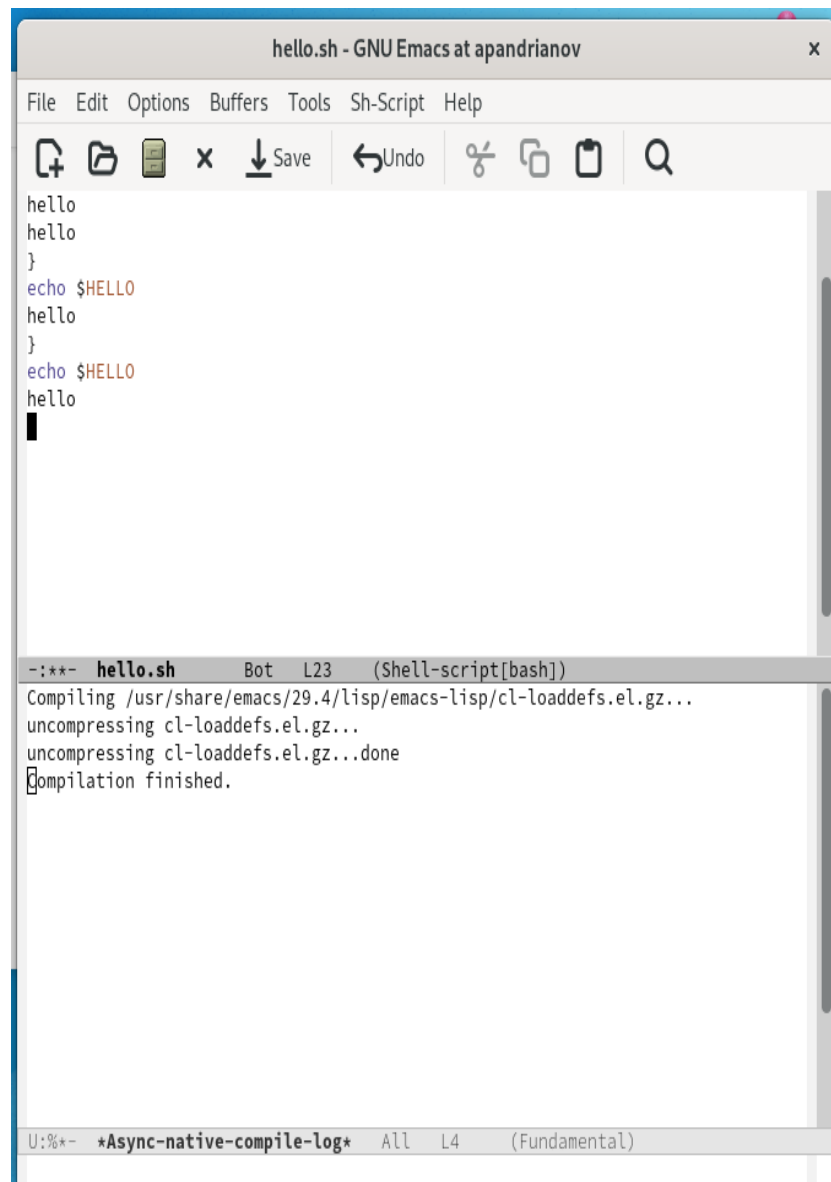 hello.sh - GNU Emacs at apandrianov x
File Edit Options Buffers Tools Sh-Script Help
Save Undo
hello
hello
}
echo $HELLO
hello
}
echo $HELLO
hello
-:**- hello.sh Bot L23 (Shell-script[bash])
Compiling /usr/share/emacs/29.4/lisp/emacs-lisp/cl-loaddefs.el.gz...
uncompressing cl-loaddefs.el.gz...
uncompressing cl-loaddefs.el.gz...done
Compilation finished.
U:%*- *Async-native-compile-log* All L4 (Fundamental)